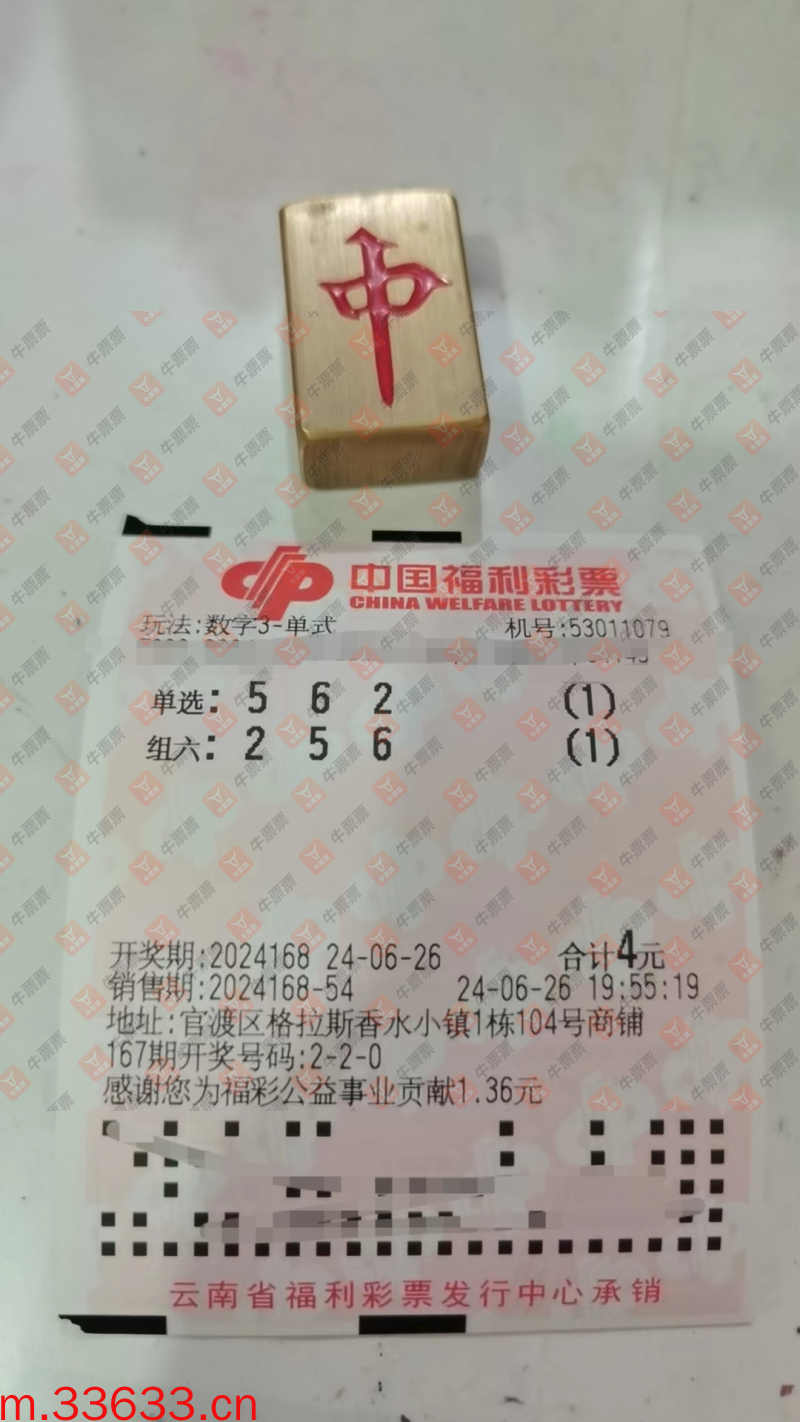 中
中国福利彩票
CHINA WELFARE LOTTERY
玩法:数字3-单式 机号:53011079
单选: 5 6 2 (1)
组六: 2 5 6 (1)
开奖期:2024168 24-06-26 合计4元
销售期:2024168-54 24-06-26 19:55:19
地址:官渡区格拉斯香水小镇1栋104号商铺
167期开奖号码:2-2-0
感谢您为福彩公益事业贡献1.36元
云南省福利彩票发行中心承销
m.33633.cn
牛票票